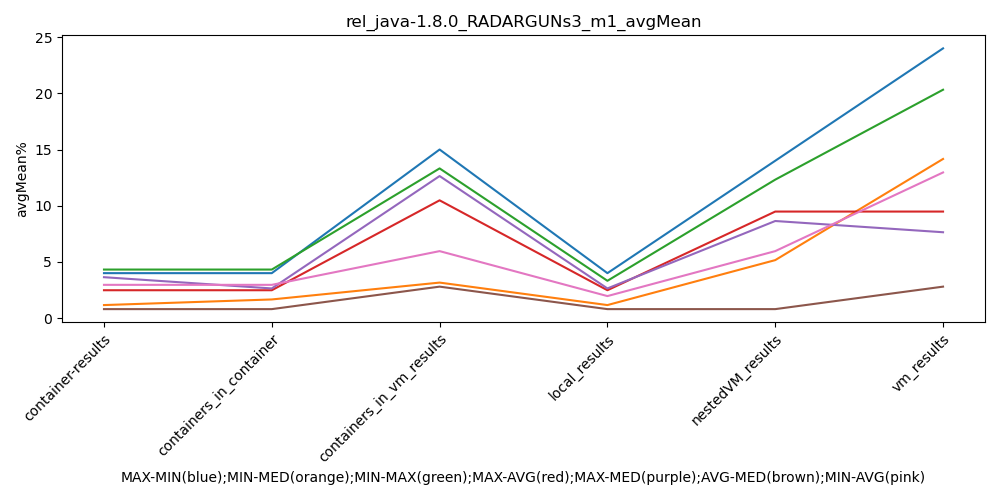 rel_java-1.8.0_RADARGUNs3_m1_avgMean
avgMean%
25
20
15
10
5
0
container-results
containers_in_container
containers_in_vm_results
local_results
nestedVM_results
vm_results
MAX-MIN(blue);MIN-MED(orange);MIN-MAX(green);MAX-AVG(red);MAX-MED(purple);AVG-MED(brown);MIN-AVG(pink)